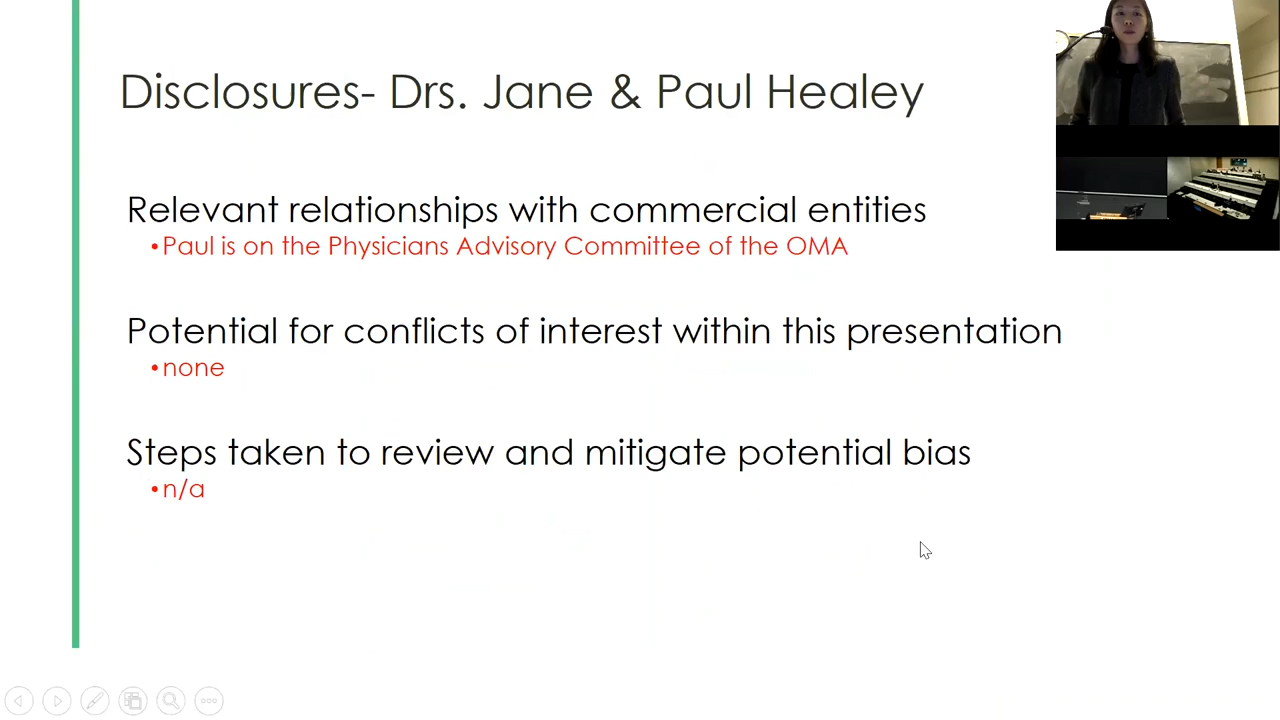 Disclosures- Drs. Jane & Paul Healey
Relevant relationships with commercial entities
•Paul is on the Physicians Advisory Committee of the OMA
Potential for conflicts of interest within this presentation
•none
Steps taken to review and mitigate potential bias
•n/a